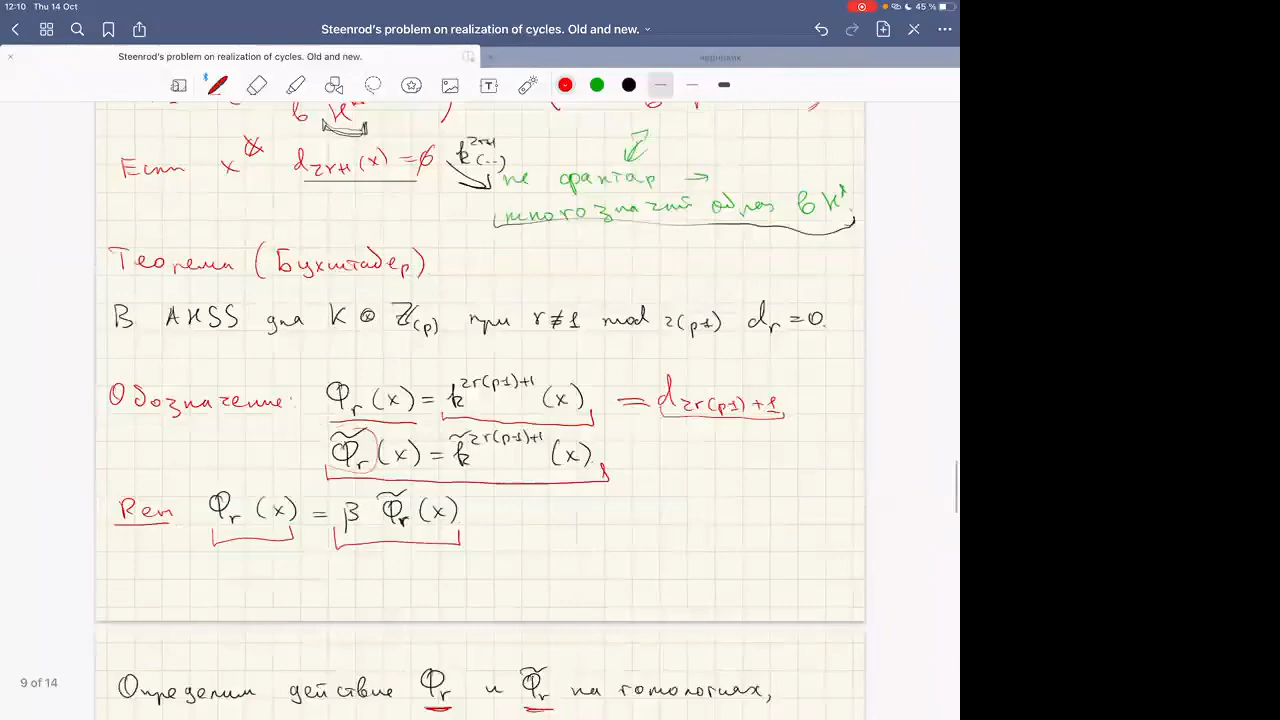 12:10 Thu 14 Oct
45 %
Steenrod's problem on realization of cycles. Old and new.
Steenrod's problem on realization of cycles. Old and new.
черновик
Если x d_{2r+1}(x) = 0 k^{2r+1}(...)
не фактор →
многозначный образ в
Теорема (Бухштабер)
В AHSS для K ⊗ Z_{(p)} при r ≢ 1 mod 2(p-1) d_r = 0.
Обозначение: Φ_r(x) = k^{2r(p-1)+1}(x) = d_{2r(p-1)+1}
Φ̃_r(x) = k̃^{2r(p-1)+1}(x)
Rem Φ_r(x) = β Φ̃_r(x)
9 of 14
Определим действие Φ_r и Φ̃_r на гомологиях,